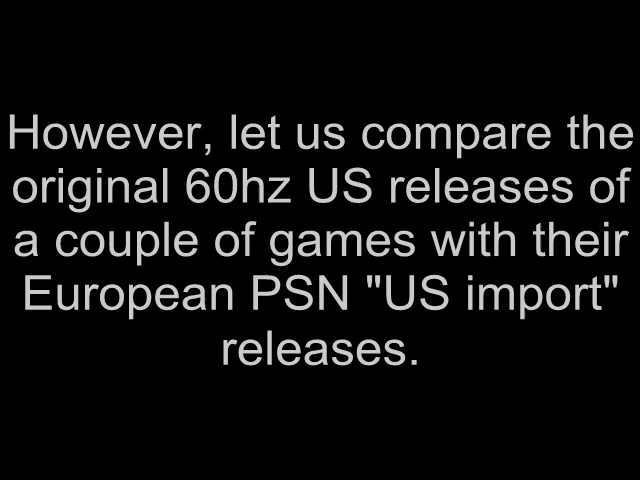 However, let us compare the
original 60hz US releases of
a couple of games with their
European PSN "US import"
releases.